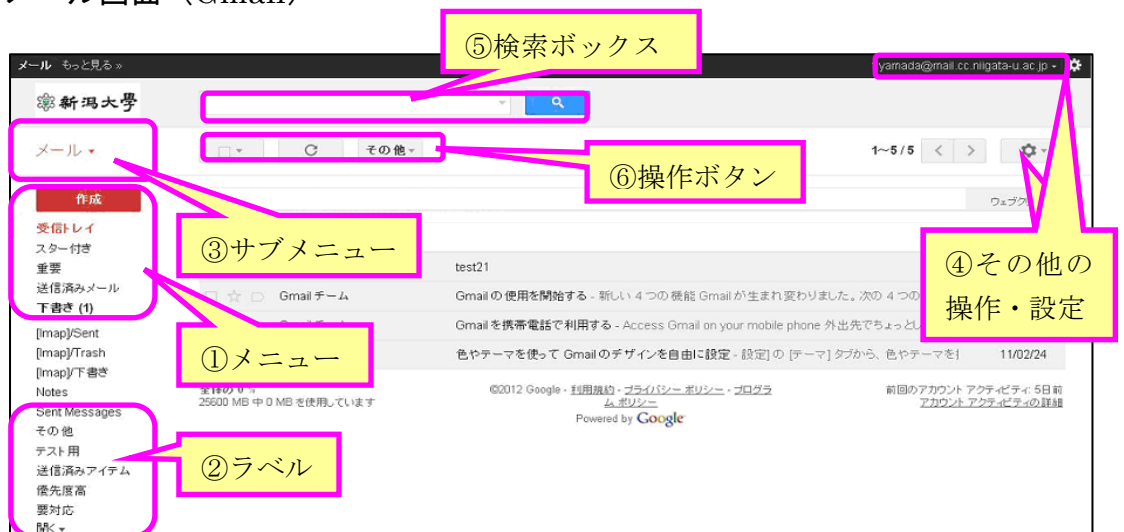 メール画面（Gmail）
⑤検索ボックス
メール もっと見る »
yamada@mail.cc.niigata-u.ac.jp
新潟大學
メール
その他
1～5 / 5
⑥操作ボタン
作成
受信トレイ
スター付き
重要
送信済みメール
下書き (1)
[Imap]/Sent
[Imap]/Trash
[Imap]/下書き
Notes
Sent Messages
その他
テスト用
送信済みアイテム
優先度高
要対応
開く
③サブメニュー
④その他の
操作・設定
①メニュー
②ラベル
test21
Gmail チーム
Gmail の使用を開始する - 新しい 4 つの機能 Gmail が生まれ変わりました。次の 4 つの
Gmail を携帯電話で利用する - Access Gmail on your mobile phone 外出先でちょっとし
色やテーマを使って Gmail のデザインを自由に設定 - 設定] の [テーマ] タブから、色やテーマを
11/02/24
25600 MB 中 0 MB を使用しています
©2012 Google - 利用規約 - プライバシー ポリシー - プログラ
ム ポリシー
Powered by Google
前回のアカウント アクティビティ: 5日前
アカウント アクティビティの詳細